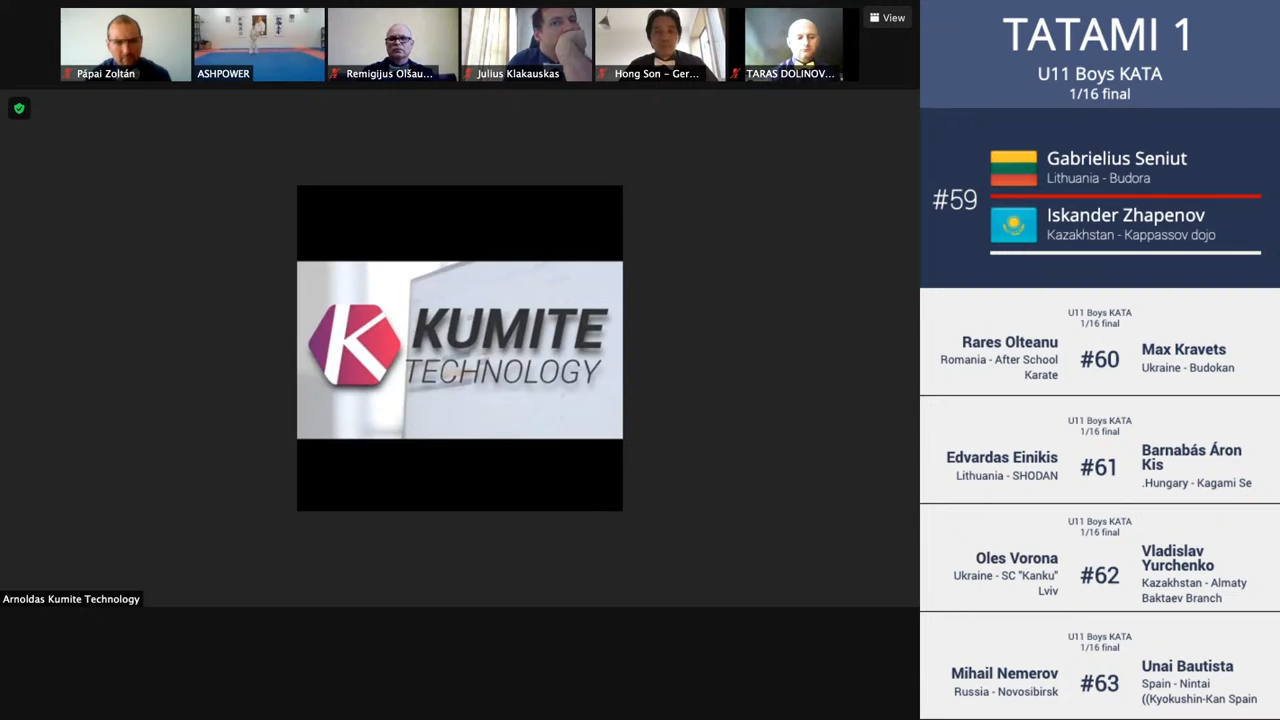 View
Pápai Zoltán
ASHPOWER
Remigijus Olšau...
Julius Klakauskas
Hong Son – Ger...
TARAS DOLINOV...
K KUMITE
TECHNOLOGY
Arnoldas Kumite Technology
TATAMI 1
U11 Boys KATA
1/16 final
#59
Gabrielius Seniut
Lithuania - Budora
Iskander Zhapenov
Kazakhstan - Kappassov dojo
U11 Boys KATA
1/16 final
Rares Olteanu
Romania - After School
Karate
#60
Max Kravets
Ukraine - Budokan
U11 Boys KATA
1/16 final
Edvardas Einikis
Lithuania - SHODAN
#61
Barnabás Áron
Kis
.Hungary - Kagami Se
U11 Boys KATA
1/16 final
Oles Vorona
Ukraine - SC "Kanku"
Lviv
#62
Vladislav
Yurchenko
Kazakhstan - Almaty
Baktaev Branch
U11 Boys KATA
1/16 final
Mihail Nemerov
Russia - Novosibirsk
#63
Unai Bautista
Spain - Nintai
((Kyokushin-Kan Spain